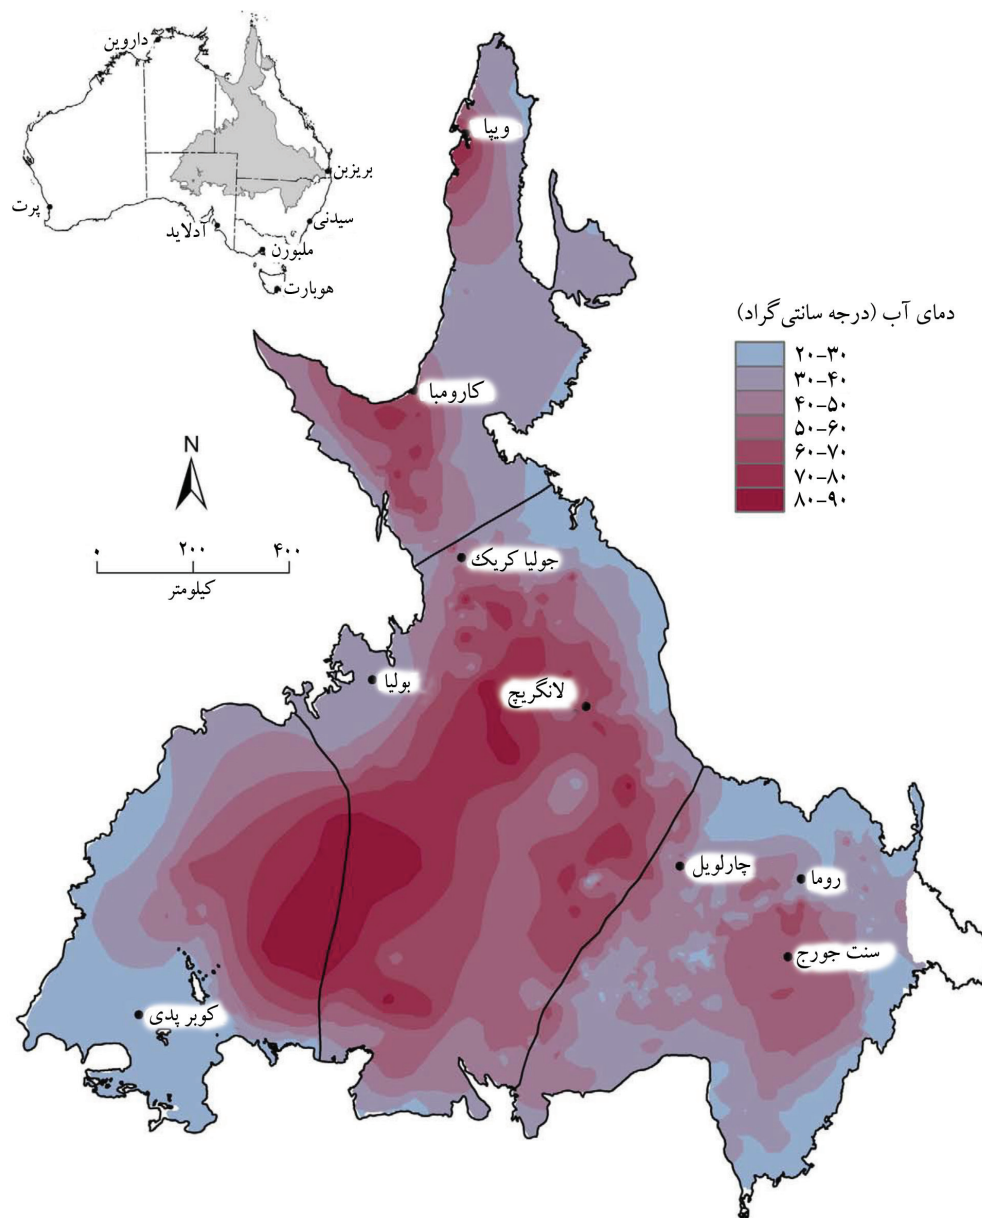 داروین
بریزبن
پرت
سیدنی
آدلاید
ملبورن
هوبارت
ویپا
دمای آب (درجه سانتی‌گراد)
۲۰-۳۰
۳۰-۴۰
۴۰-۵۰
۵۰-۶۰
۶۰-۷۰
۷۰-۸۰
۸۰-۹۰
کارومبا
N
۰ ۲۰۰ ۴۰۰
کیلومتر
جولیا کریک
بولیا
لانگریچ
چارلویل
روما
سنت جورج
کوبر پدی